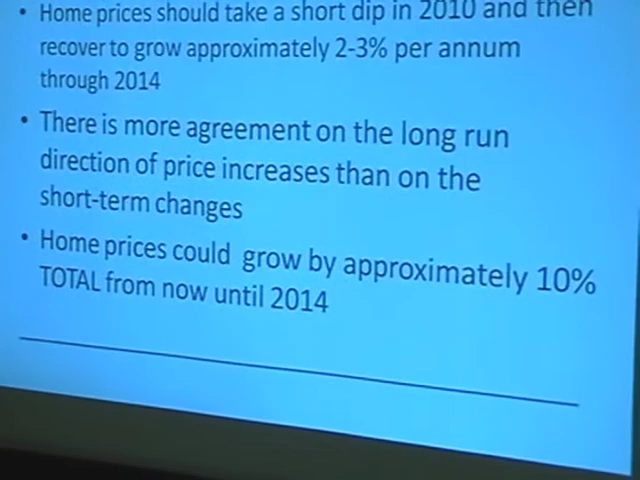 • Home prices should take a short dip in 2010 and then
recover to grow approximately 2-3% per annum
through 2014
• There is more agreement on the long run
direction of price increases than on the
short-term changes
• Home prices could grow by approximately 10%
TOTAL from now until 2014